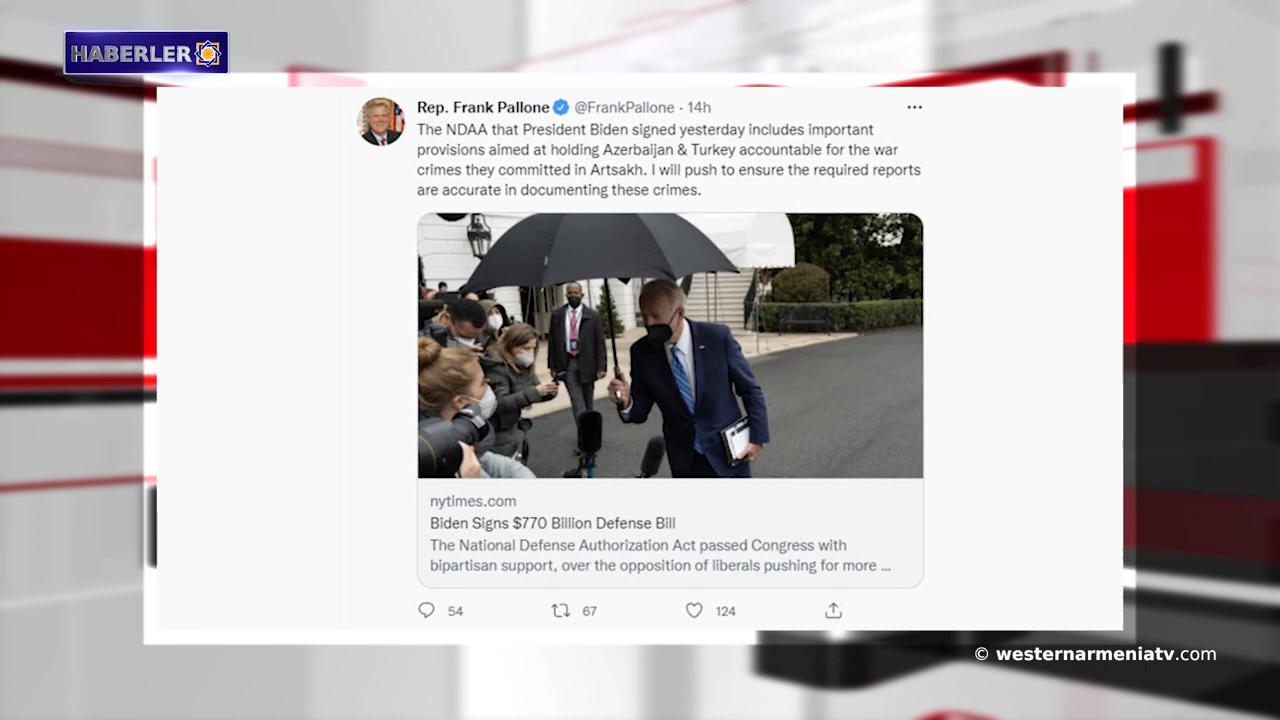 HABERLER
Rep. Frank Pallone @FrankPallone · 14h
The NDAA that President Biden signed yesterday includes important
provisions aimed at holding Azerbaijan & Turkey accountable for the war
crimes they committed in Artsakh. I will push to ensure the required reports
are accurate in documenting these crimes.
nytimes.com
Biden Signs $770 Billion Defense Bill
The National Defense Authorization Act passed Congress with
bipartisan support, over the opposition of liberals pushing for more ...
54 67 124
© westernarmeniatv.com